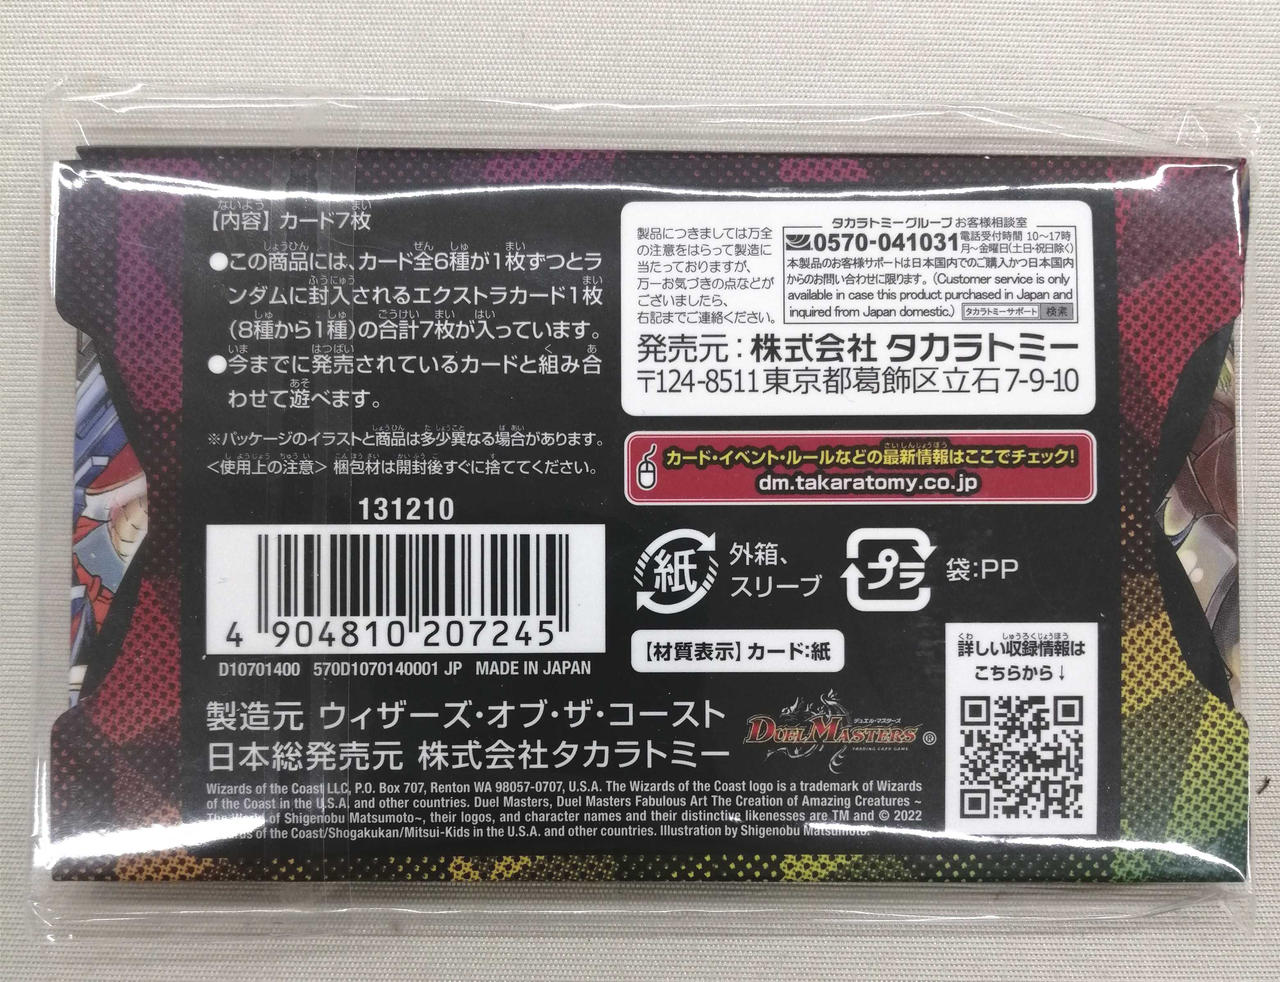 【内容】カード7枚
●この商品には、カード全6種が1枚ずつとラ
ンダムに封入されるエクストラカード1枚
(8種から1種)の合計7枚が入っています。
●今までに発売されているカードと組み合
わせて遊べます。
※パッケージのイラストと商品は多少異なる場合があります。
<使用上の注意> 梱包材は開封後すぐに捨ててください。
131210
4 904810 207245
D10701400 570D1070140001 JP MADE IN JAPAN
製造元 ウィザーズ・オブ・ザ・コースト
日本総発売元 株式会社タカラトミー
製品につきましては万全
の注意をはらって製造に
当たっておりますが、
万一お気づきの点などが
ございましたら、
右記までご連絡ください。
タカラトミーグループ お客様相談室
0570-041031 電話受付時間 10〜17時
月〜金曜日(土・日・祝日除く)
本製品のお客様サポートは日本国内でのご購入かつ日本国内
からのお問い合わせに限ります。(Customer service is only
available in case this product purchased in Japan and
inquired from Japan domestic.) タカラトミーサポート 検索
発売元:株式会社 タカラトミー
〒124-8511 東京都葛飾区立石 7-9-10
カード・イベント・ルールなどの最新情報はここでチェック!
dm.takaratomy.co.jp
紙 外箱、
スリーブ
プラ 袋:PP
【材質表示】カード:紙
詳しい収録情報は
こちらから↓
デュエル・マスターズ
DUEL MASTERS ®
TRADING CARD GAME
Wizards of the Coast LLC, P.O. Box 707, Renton WA 98057-0707, U.S.A. The Wizards of the Coast logo is a trademark of Wizards
of the Coast in the U.S.A. and other countries. Duel Masters, Duel Masters Fabulous Art The Creation of Amazing Creatures ~
The World of Shigenobu Matsumoto~, their logos, and character names and their distinctive likenesses are TM and © 2022
Wizards of the Coast/Shogakukan/Mitsui-Kids in the U.S.A. and other countries. Illustration by Shigenobu Matsumoto.